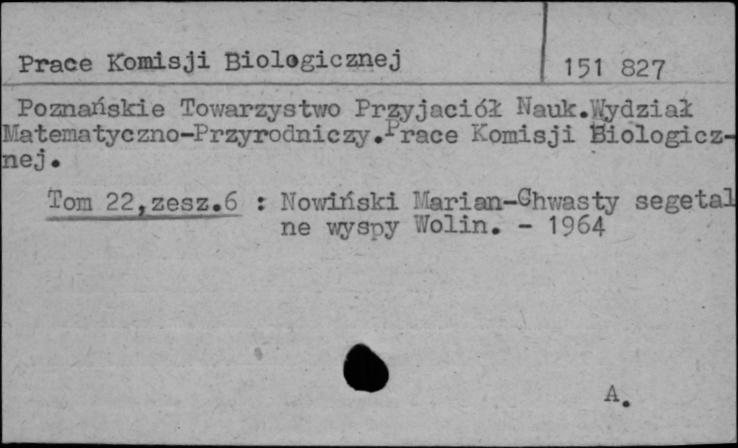 Prace Komisji Biologicznej
151 827
Poznańskie Towarzystwo Przyjaciół Nauk.Wydział
Matematyczno-Przyrodniczy.Prace Komisji Biologicz-
nej.
Tom 22,zesz.6 : Nowiński Marian-Chwasty segetal
ne wyspy Wolin. - 1964
A.